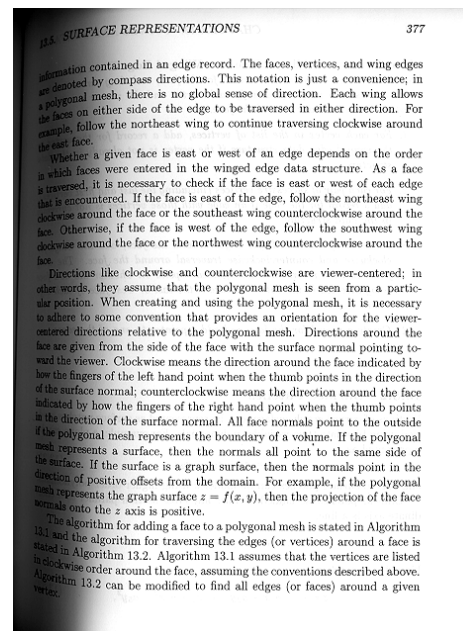 13.5. SURFACE REPRESENTATIONS 377
information contained in an edge record. The faces, vertices, and wing edges
are denoted by compass directions. This notation is just a convenience; in
a polygonal mesh, there is no global sense of direction. Each wing allows
the faces on either side of the edge to be traversed in either direction. For
example, follow the northeast wing to continue traversing clockwise around
the east face.
Whether a given face is east or west of an edge depends on the order
in which faces were entered in the winged edge data structure. As a face
is traversed, it is necessary to check if the face is east or west of each edge
that is encountered. If the face is east of the edge, follow the northeast wing
clockwise around the face or the southeast wing counterclockwise around the
face. Otherwise, if the face is west of the edge, follow the southwest wing
clockwise around the face or the northwest wing counterclockwise around the
face.
Directions like clockwise and counterclockwise are viewer-centered; in
other words, they assume that the polygonal mesh is seen from a partic-
ular position. When creating and using the polygonal mesh, it is necessary
to adhere to some convention that provides an orientation for the viewer-
centered directions relative to the polygonal mesh. Directions around the
face are given from the side of the face with the surface normal pointing to-
ward the viewer. Clockwise means the direction around the face indicated by
how the fingers of the left hand point when the thumb points in the direction
of the surface normal; counterclockwise means the direction around the face
indicated by how the fingers of the right hand point when the thumb points
in the direction of the surface normal. All face normals point to the outside
if the polygonal mesh represents the boundary of a volume. If the polygonal
mesh represents a surface, then the normals all point to the same side of
the surface. If the surface is a graph surface, then the normals point in the
direction of positive offsets from the domain. For example, if the polygonal
mesh represents the graph surface z = f(x, y), then the projection of the face
normals onto the z axis is positive.
The algorithm for adding a face to a polygonal mesh is stated in Algorithm
13.1 and the algorithm for traversing the edges (or vertices) around a face is
stated in Algorithm 13.2. Algorithm 13.1 assumes that the vertices are listed
in clockwise order around the face, assuming the conventions described above.
Algorithm 13.2 can be modified to find all edges (or faces) around a given
vertex.